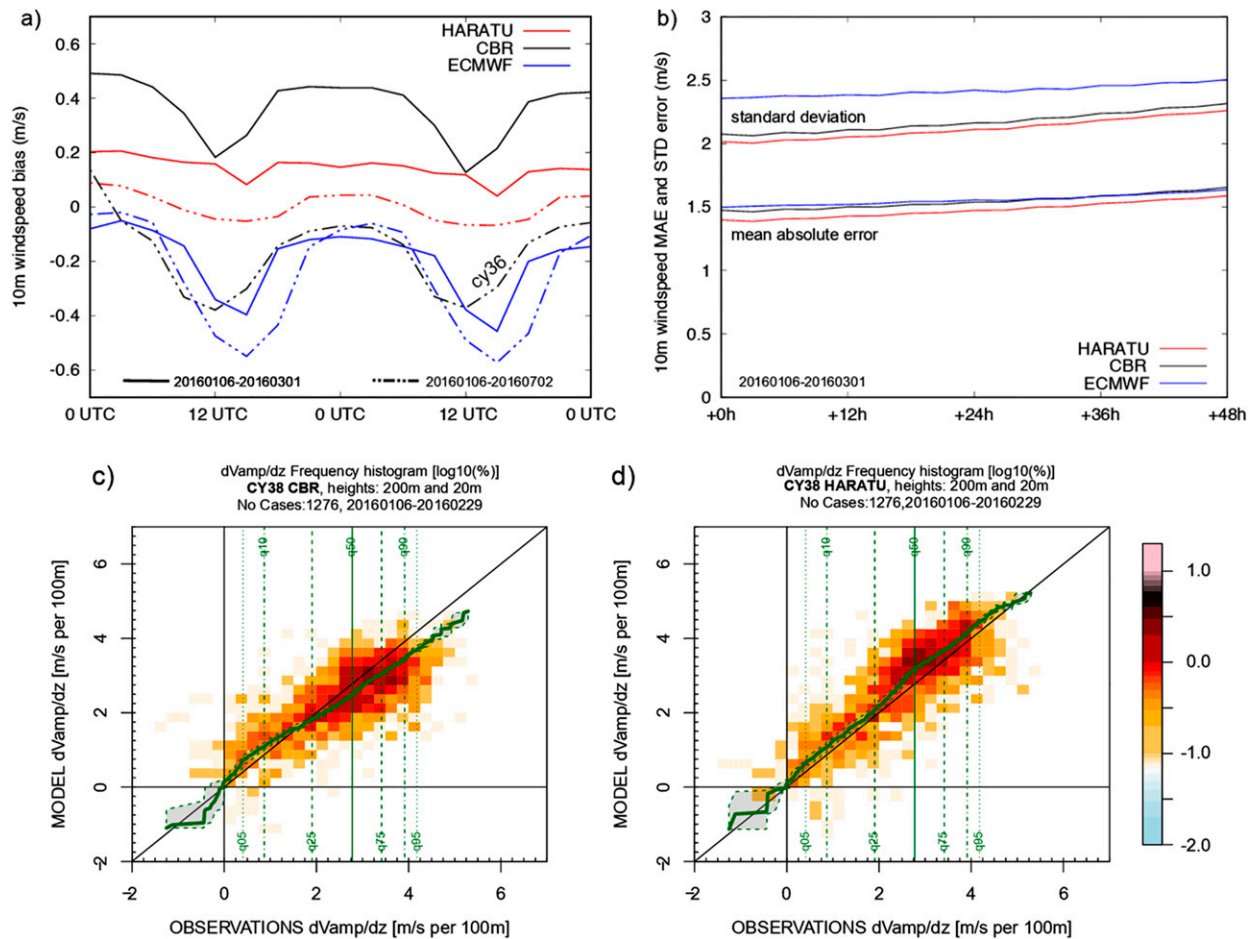 a)
10m windspeed bias (m/s)
0.6
0.4
0.2
0
-0.2
-0.4
-0.6
HARATU
CBR
ECMWF
cy36
20160106-20160301
20160106-20160702
0 UTC
12 UTC
0 UTC
12 UTC
0 UTC
b)
10m windspeed MAE and STD error (m/s)
3
2.5
2
1.5
1
0.5
0
standard deviation
mean absolute error
HARATU
CBR
ECMWF
20160106-20160301
+0h
+12h
+24h
+36h
+48h
c)
dVamp/dz Frequency histogram [log10(%)]
CY38 CBR, heights: 200m and 20m
No Cases:1276, 20160106-20160229
MODEL dVamp/dz [m/s per 100m]
6
4
2
0
-2
q10
q50
q90
q05
q25
q75
q95
-2
0
2
4
6
OBSERVATIONS dVamp/dz [m/s per 100m]
d)
dVamp/dz Frequency histogram [log10(%)]
CY38 HARATU, heights: 200m and 20m
No Cases:1276,20160106-20160229
MODEL dVamp/dz [m/s per 100m]
6
4
2
0
-2
q10
q50
q90
q05
q25
q75
q95
-2
0
2
4
6
OBSERVATIONS dVamp/dz [m/s per 100m]
1.0
0.0
-1.0
-2.0